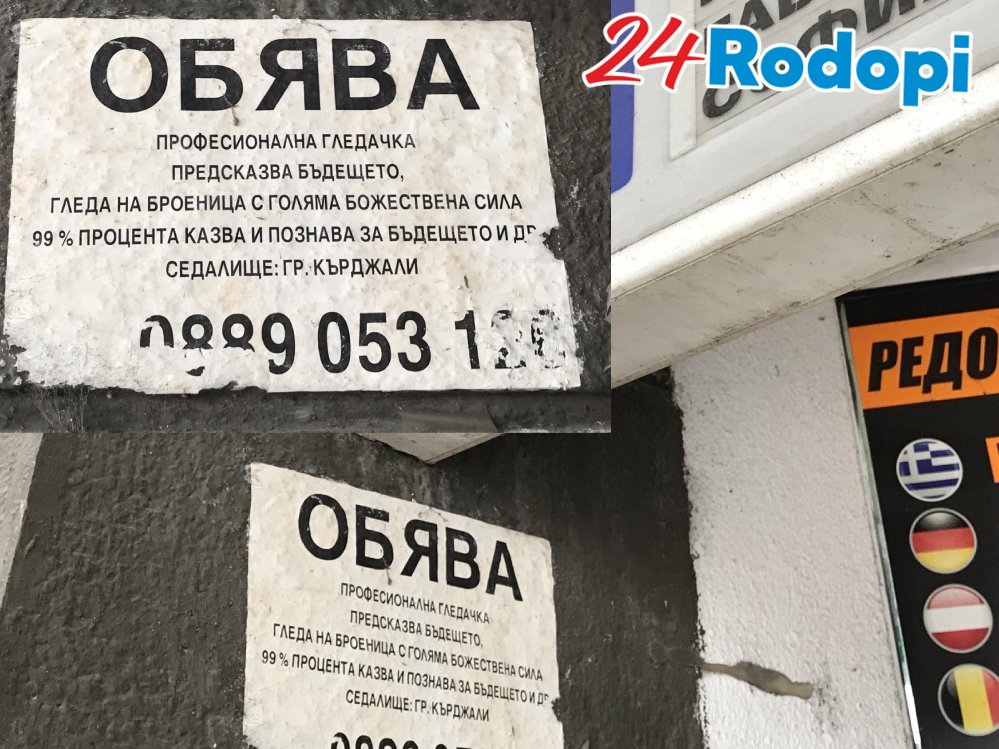 ОБЯВА
ПРОФЕСИОНАЛНА ГЛЕДАЧКА
ПРЕДСКАЗВА БЪДЕЩЕТО,
ГЛЕДА НА БРОЕНИЦА С ГОЛЯМА БОЖЕСТВЕНА СИЛА
99 % ПРОЦЕНТА КАЗВА И ПОЗНАВА ЗА БЪДЕЩЕТО И ДР
СЕДАЛИЩЕ: ГР. КЪРДЖАЛИ
0889 053 1
24Rodopi
РЕДО
ОБЯВА
ПРОФЕСИОНАЛНА ГЛЕДАЧКА
ПРЕДСКАЗВА БЪДЕЩЕТО,
ГЛЕДА НА БРОЕНИЦА С ГОЛЯМА БОЖЕСТВЕНА СИЛА
99 % ПРОЦЕНТА КАЗВА И ПОЗНАВА ЗА БЪДЕЩЕТО И ДР
СЕДАЛИЩЕ: ГР. КЪРДЖАЛИ